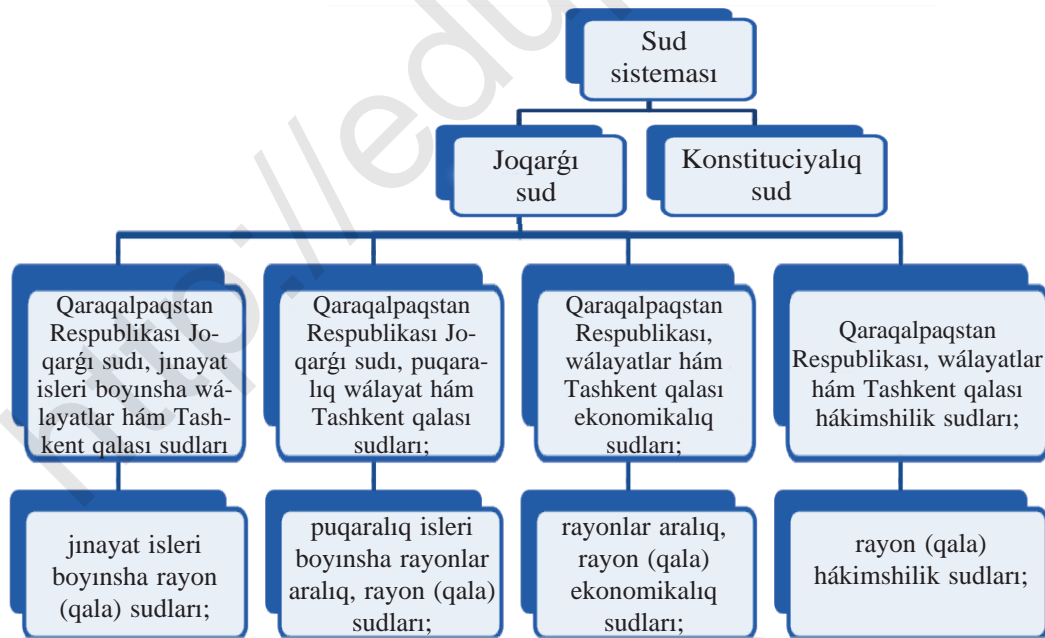 Sud
sisteması
Joqarǵı
sud
Konstituciyalıq
sud
Qaraqalpaqstan
Respublikası Jo-
qarǵı sudı, jınayat
isleri boyınsha wá-
layatlar hám Tash-
kent qalası sudları
Qaraqalpaqstan
Respublikası Jo-
qarǵı sudı, puqara-
lıq wálayat hám
Tashkent qalası
sudları;
Qaraqalpaqstan
Respublikası,
wálayatlar hám
Tashkent qalası
ekonomikalıq
sudları;
Qaraqalpaqstan
Respublikası, wálayatlar
hám Tashkent qalası
hákimshilik sudları;
jınayat isleri
boyınsha rayon
(qala) sudları;
puqaralıq isleri
boyınsha rayonlar
aralıq, rayon (qala)
sudları;
rayonlar aralıq,
rayon (qala)
ekonomikalıq
sudları;
rayon (qala)
hákimshilik sudları;